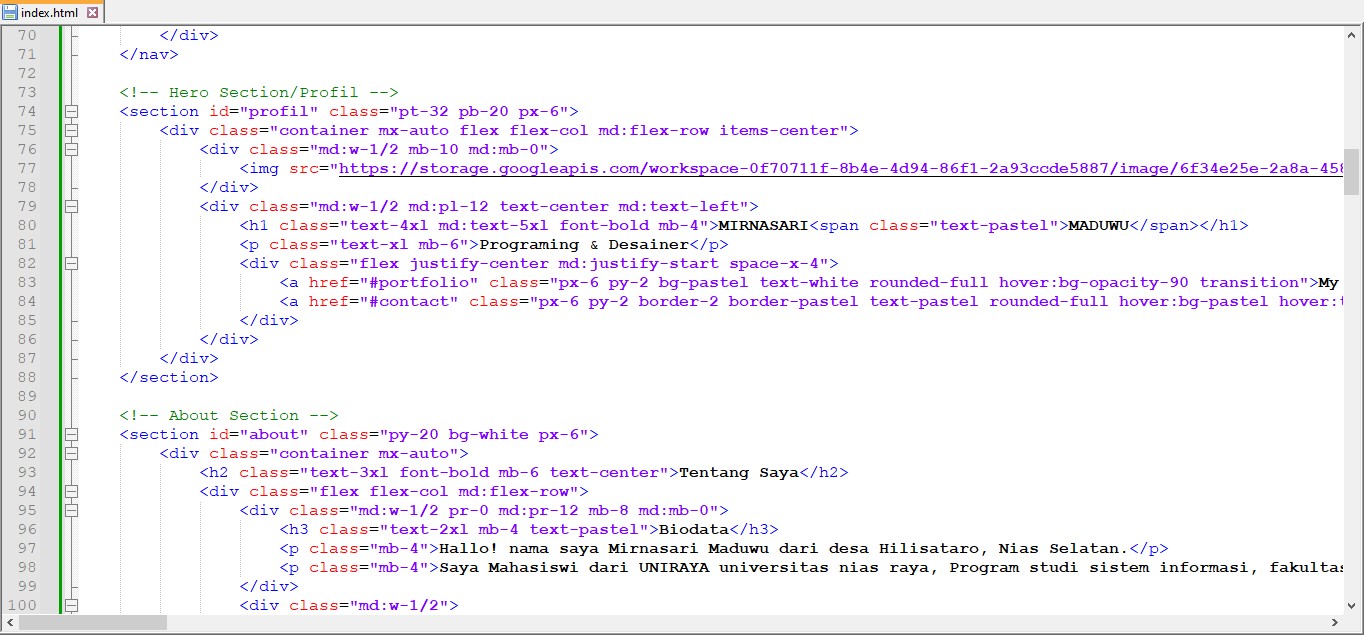 index.html
70 </div>
71 </nav>
72
73 <!-- Hero Section/Profil -->
74 <section id="profil" class="pt-32 pb-20 px-6">
75 <div class="container mx-auto flex flex-col md:flex-row items-center">
76 <div class="md:w-1/2 mb-10 md:mb-0">
77 <img src="https://storage.googleapis.com/workspace-0f70711f-8b4e-4d94-86f1-2a93ccde5887/image/6f34e25e-2a8a-458
78 </div>
79 <div class="md:w-1/2 md:pl-12 text-center md:text-left">
80 <h1 class="text-4xl md:text-5xl font-bold mb-4">MIRNASARI<span class="text-pastel">MADUWU</span></h1>
81 <p class="text-xl mb-6">Programing & Desainer</p>
82 <div class="flex justify-center md:justify-start space-x-4">
83 <a href="#portfolio" class="px-6 py-2 bg-pastel text-white rounded-full hover:bg-opacity-90 transition">My
84 <a href="#contact" class="px-6 py-2 border-2 border-pastel text-pastel rounded-full hover:bg-pastel hover:t
85 </div>
86 </div>
87 </div>
88 </section>
89
90 <!-- About Section -->
91 <section id="about" class="py-20 bg-white px-6">
92 <div class="container mx-auto">
93 <h2 class="text-3xl font-bold mb-6 text-center">Tentang Saya</h2>
94 <div class="flex flex-col md:flex-row">
95 <div class="md:w-1/2 pr-0 md:pr-12 mb-8 md:mb-0">
96 <h3 class="text-2xl mb-4 text-pastel">Biodata</h3>
97 <p class="mb-4">Hallo! nama saya Mirnasari Maduwu dari desa Hilisataro, Nias Selatan.</p>
98 <p class="mb-4">Saya Mahasiswi dari UNIRAYA universitas nias raya, Program studi sistem informasi, fakultas
99 </div>
100 <div class="md:w-1/2">